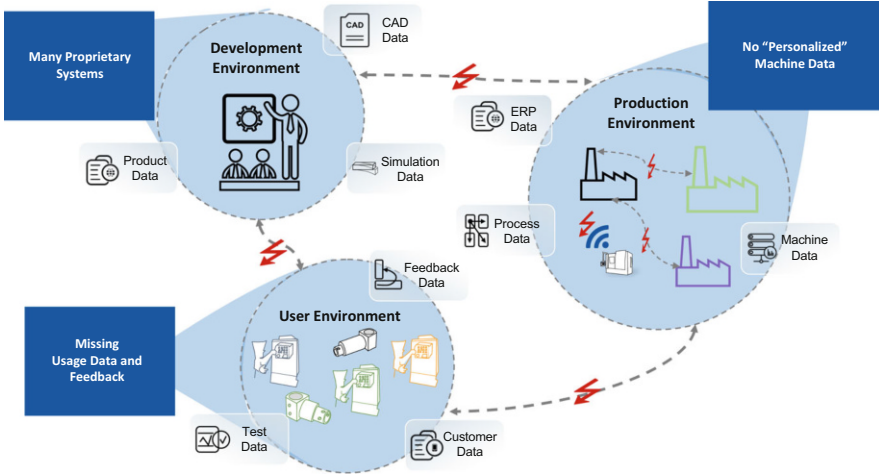 Many Proprietary
Systems
Development
Environment
CAD
CAD
Data
No “Personalized”
Machine Data
Product
Data
Simulation
Data
ERP
Data
Production
Environment
Process
Data
Machine
Data
Feedback
Data
User Environment
Missing
Usage Data and
Feedback
Test
Data
Customer
Data